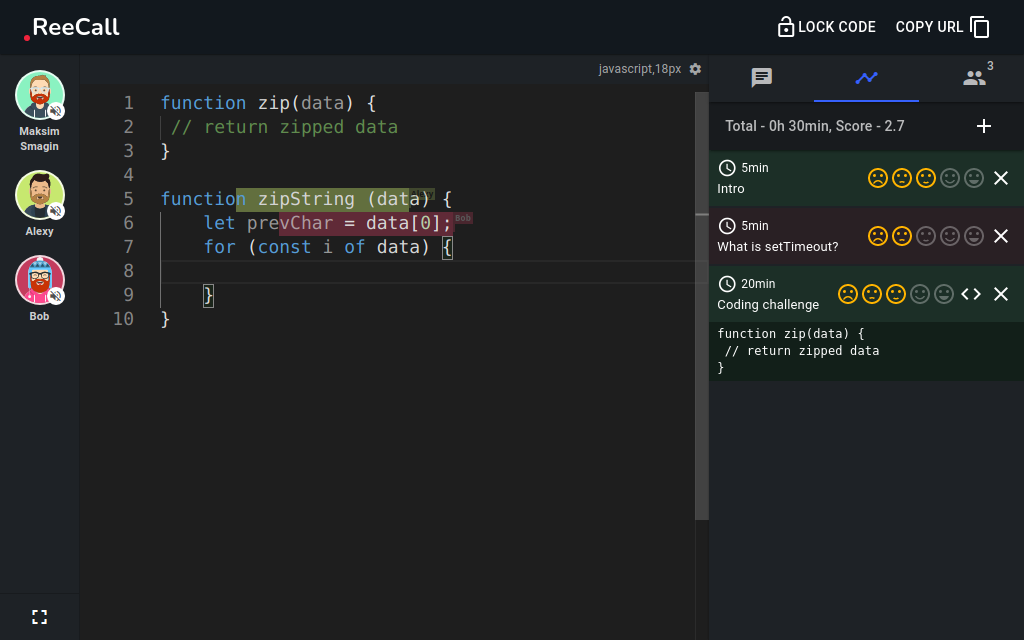 .ReeCall
LOCK CODE
COPY URL
Maksim
Smagin
Alexy
Bob
javascript,18px
1 function zip(data) {
2 // return zipped data
3 }
4
5 function zipString (data) {
6 let prevChar = data[0];
Bob
7 for (const i of data) {
8
9 }
10 }
3
Total - 0h 30min, Score - 2.7
5min
Intro
5min
What is setTimeout?
20min
Coding challenge
function zip(data) {
// return zipped data
}